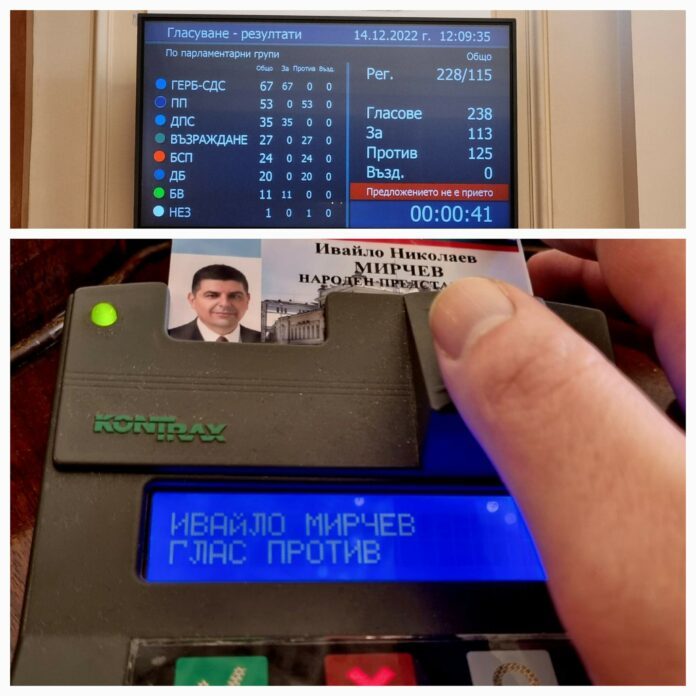 Гласуване - резултати 14.12.2022 г. 12:09:35
По парламентарни групи
Общо За Против Възд.
ГЕРБ-СДС 67 67 0 0
ПП 53 0 53 0
ДПС 35 35 0 0
ВЪЗРАЖДАНЕ 27 0 27 0
БСП 24 0 24 0
ДБ 20 0 20 0
БВ 11 11 0 0
НЕЗ 1 0 1 0
Общо
Рег. 228/115
Гласове 238
За 113
Против 125
Възд. 0
Предложението не е прието
00:00:41
Ивайло Николаев
МИРЧЕВ
НАРОДЕН ПРЕДСТА
KONTRAX
ИВАЙЛО МИРЧЕВ
ГЛАС ПРОТИВ